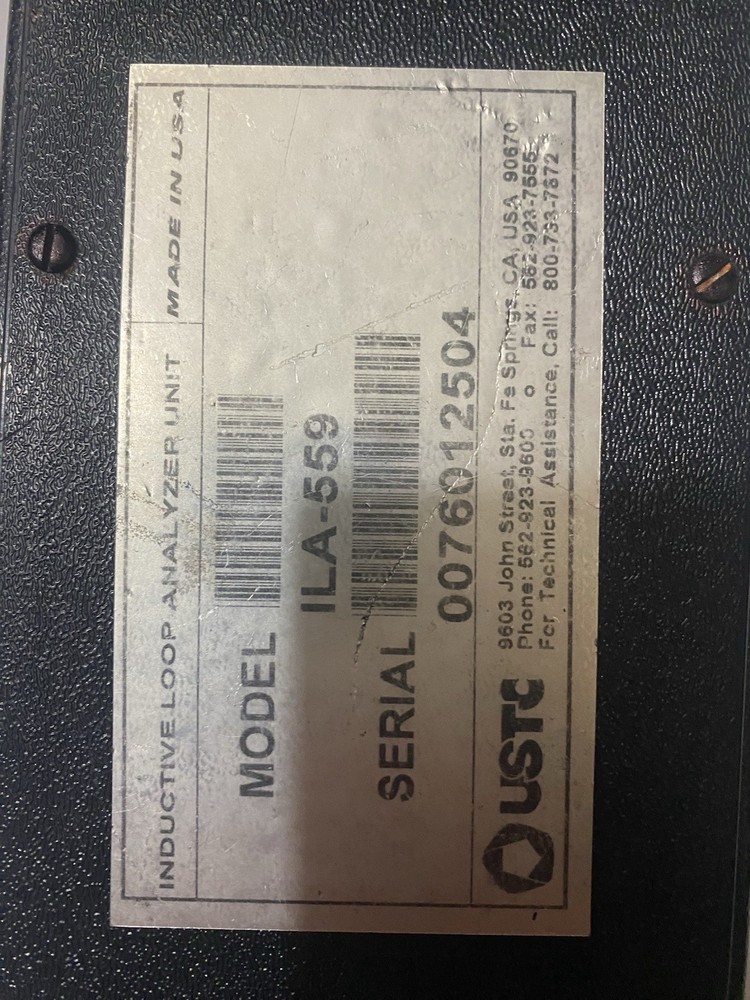 INDUCTIVE LOOP ANALYZER UNIT
MADE IN USA
MODEL
ILA-559
SERIAL
0076012504
USTC
9603 John Street, Sta. Fe Springs, CA, USA 90670
Phone: 562-923-9600 o Fax: 562-923-7555
For Technical Assistance, Call: 800-733-7872